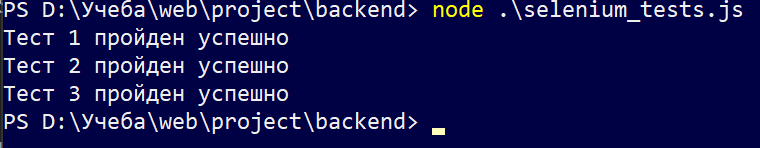 PS D:\Учеба\web\project\backend> node .\selenium_tests.js
Тест 1 пройден успешно
Тест 2 пройден успешно
Тест 3 пройден успешно
PS D:\Учеба\web\project\backend>